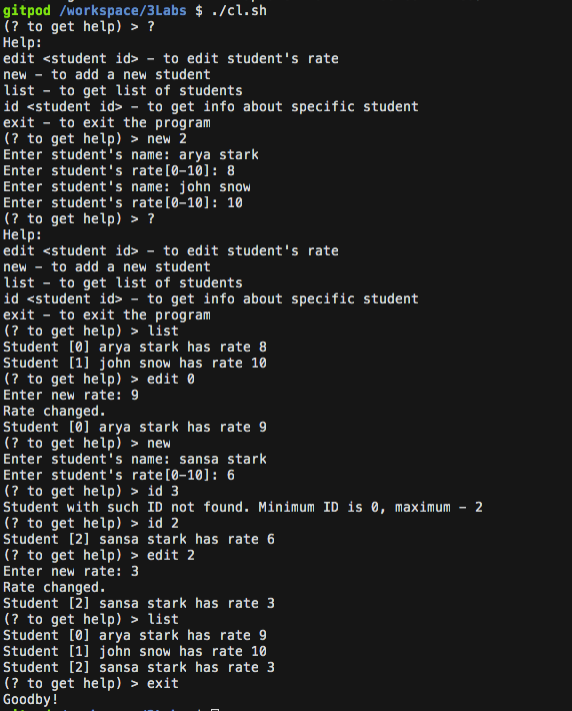 gitpod /workspace/3Labs $ ./cl.sh
(? to get help) > ?
Help:
edit <student id> - to edit student's rate
new - to add a new student
list - to get list of students
id <student id> - to get info about specific student
exit - to exit the program
(? to get help) > new 2
Enter student's name: arya stark
Enter student's rate[0-10]: 8
Enter student's name: john snow
Enter student's rate[0-10]: 10
(? to get help) > ?
Help:
edit <student id> - to edit student's rate
new - to add a new student
list - to get list of students
id <student id> - to get info about specific student
exit - to exit the program
(? to get help) > list
Student [0] arya stark has rate 8
Student [1] john snow has rate 10
(? to get help) > edit 0
Enter new rate: 9
Rate changed.
Student [0] arya stark has rate 9
(? to get help) > new
Enter student's name: sansa stark
Enter student's rate[0-10]: 6
(? to get help) > id 3
Student with such ID not found. Minimum ID is 0, maximum - 2
(? to get help) > id 2
Student [2] sansa stark has rate 6
(? to get help) > edit 2
Enter new rate: 3
Rate changed.
Student [2] sansa stark has rate 3
(? to get help) > list
Student [0] arya stark has rate 9
Student [1] john snow has rate 10
Student [2] sansa stark has rate 3
(? to get help) > exit
Goodby!